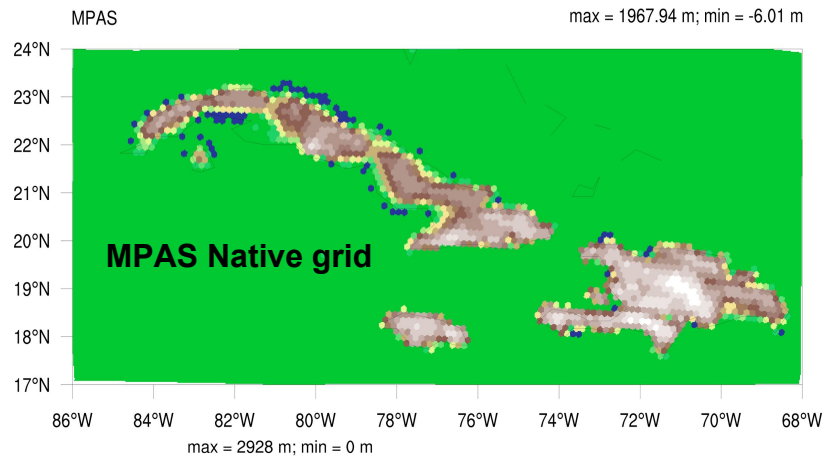 MPAS
max = 1967.94 m; min = -6.01 m
24°N
23°N
22°N
21°N
20°N
MPAS Native grid
19°N
18°N
17°N
86°W 84°W 82°W 80°W 78°W 76°W 74°W 72°W 70°W 68°W
max = 2928 m; min = 0 m